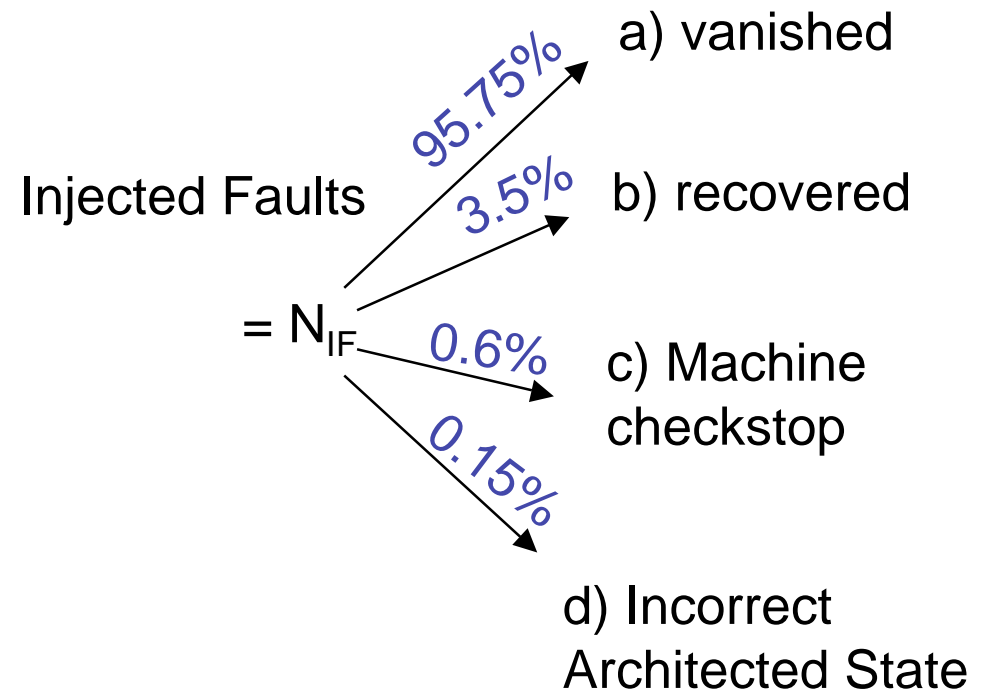 a) vanished
95.75%
Injected Faults
3.5%
b) recovered
= N_IF
0.6%
c) Machine
checkstop
0.15%
d) Incorrect
Architected State